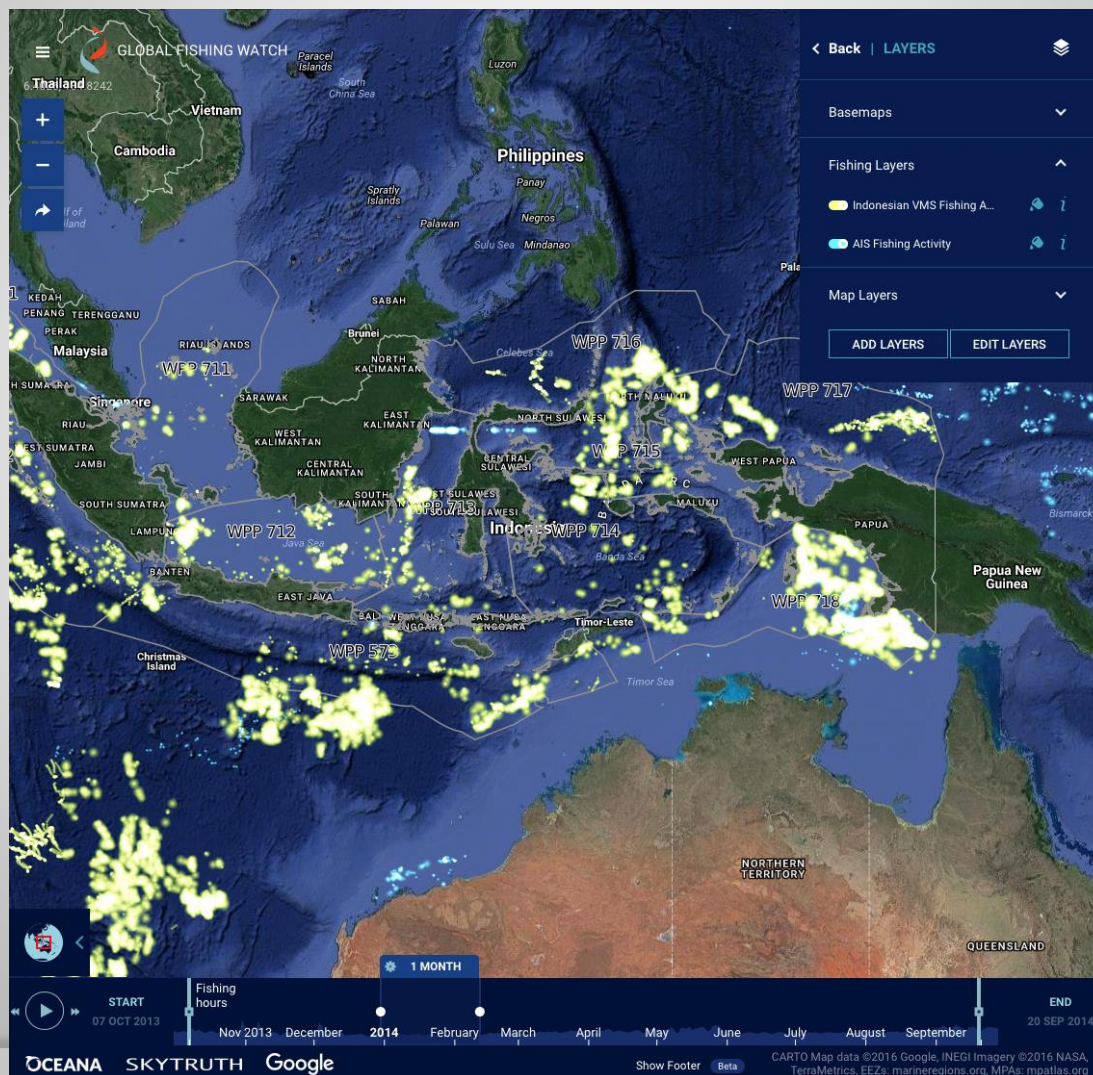 GLOBAL FISHING WATCH
Back | LAYERS
Basemaps
Fishing Layers
Indonesian VMS Fishing A...
AIS Fishing Activity
Map Layers
ADD LAYERS
EDIT LAYERS
Thailand
Vietnam
Cambodia
Paracel
Islands
South
China Sea
Luzon
Philippines
Panay
Negros
Mindanao
Spratly
Islands
Palawan
Sulu Sea
Pala
KEDAH
PENANG
TERENGGANU
PERAK
Malaysia
SABAH
Brunei
RIAU ISLANDS
WPP 711
NORTH
KALIMANTAN
Celebes Sea
WPP 716
WPP 717
SARAWAK
Singapore
RIAU
WEST
KALIMANTAN
EAST
KALIMANTAN
NORTH SULAWESI
NORTH MALUKU
JAMBI
CENTRAL
KALIMANTAN
CENTRAL
SULAWESI
WPP 715
WEST PAPUA
SOUTH SUMATRA
SOUTH
WPP 713
MALUKU
LAMPUNG
WPP 712
Java Sea
WPP 714
Banda Sea
PAPUA
Bismarck
BANTEN
EAST JAVA
Papua New
Guinea
BALI
WPP 718
Timor-Leste
WPP 573
Christmas
Island
Timor Sea
NORTHERN
TERRITORY
QUEENSLAND
1 MONTH
START
07 OCT 2013
Fishing
hours
Nov 2013
December
2014
February
March
April
May
June
July
August
September
END
20 SEP 2014
OCEANA
SKYTRUTH
Google
Show Footer
Beta
CARTO Map data ©2016 Google, INEGI Imagery ©2016 NASA,
TerraMetrics, EEZs: marineregions.org, MPAs: mpatlas.org